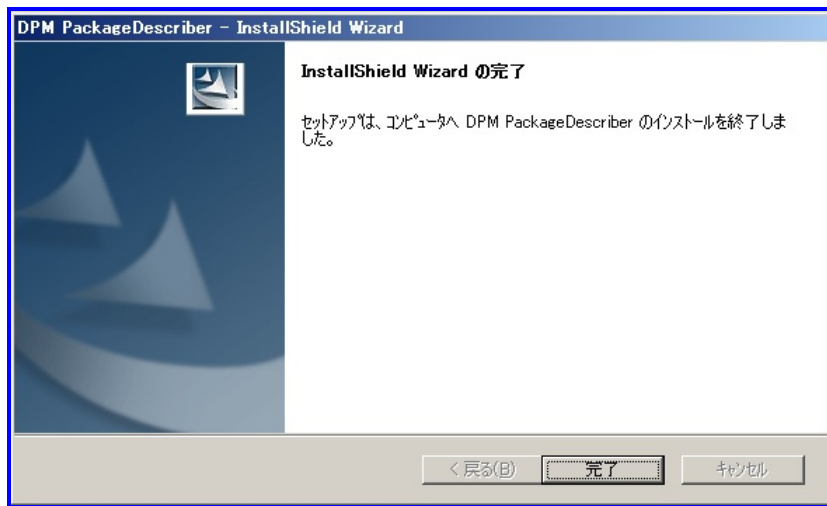 DPM PackageDescriber - InstallShield Wizard
InstallShield Wizard の完了
セットアップは、コンピュータへ DPM PackageDescriber のインストールを終了しま
した。
< 戻る(B)
完了
キャンセル